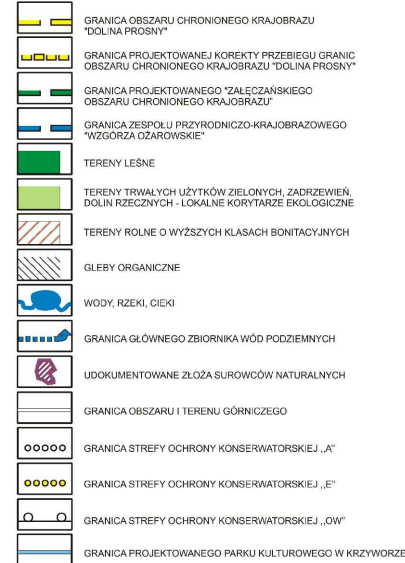 GRANICA OBSZARU CHRONIONEGO KRAJOBRAZU
"DOLINA PROSNY"
GRANICA PROJEKTOWANEJ KOREKTY PRZEBIEGU GRANIC
OBSZARU CHRONIONEGO KRAJOBRAZU "DOLINA PROSNY"
GRANICA PROJEKTOWANEGO "ZAŁĘCZAŃSKIEGO
OBSZARU CHRONIONEGO KRAJOBRAZU"
GRANICA ZESPOŁU PRZYRODNICZO-KRAJOBRAZOWEGO
"WZGÓRZA OŻAROWSKIE"
TERENY LEŚNE
TERENY TRWAŁYCH UŻYTKÓW ZIELONYCH, ZADRZEWIEŃ,
DOLIN RZECZNYCH - LOKALNE KORYTARZE EKOLOGICZNE
TERENY ROLNE O WYŻSZYCH KLASACH BONITACYJNYCH
GLEBY ORGANICZNE
WODY, RZEKI, CIEKI
GRANICA GŁÓWNEGO ZBIORNIKA WÓD PODZIEMNYCH
UDOKUMENTOWANE ZŁOŻA SUROWCÓW NATURALNYCH
GRANICA OBSZARU I TERENU GÓRNICZEGO
GRANICA STREFY OCHRONY KONSERWATORSKIEJ ,,A"
GRANICA STREFY OCHRONY KONSERWATORSKIEJ ,,E"
GRANICA STREFY OCHRONY KONSERWATORSKIEJ ,,OW"
GRANICA PROJEKTOWANEGO PARKU KULTUROWEGO W KRZYWORZE